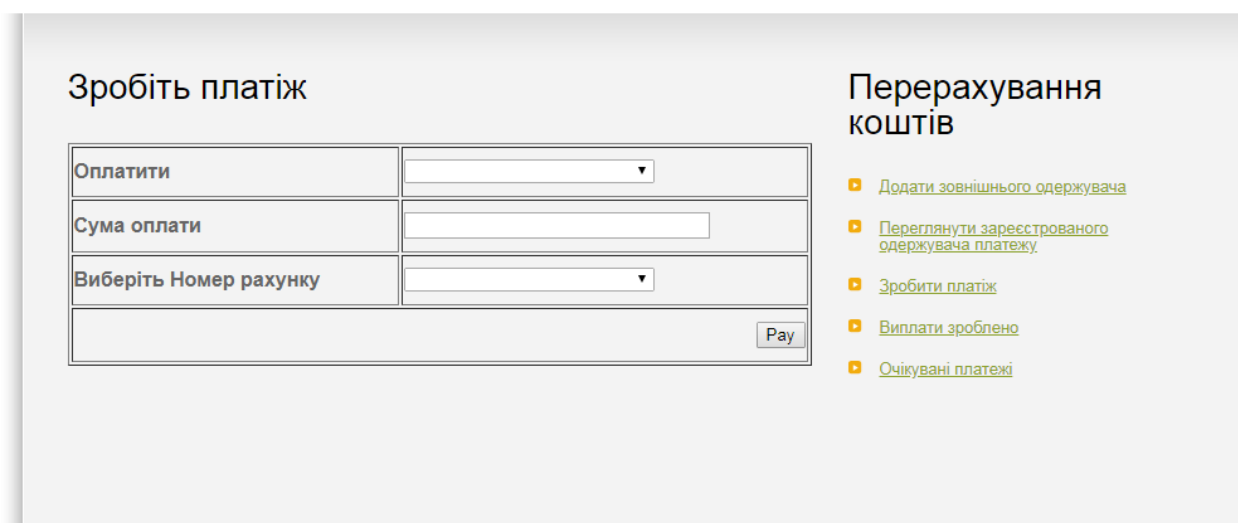 Зробіть платіж
Оплатити
Сума оплати
Виберіть Номер рахунку
Pay
Перерахування
коштів
Додати зовнішнього одержувача
Переглянути зареєстрованого
одержувача платежу
Зробити платіж
Виплати зроблено
Очікувані платежі